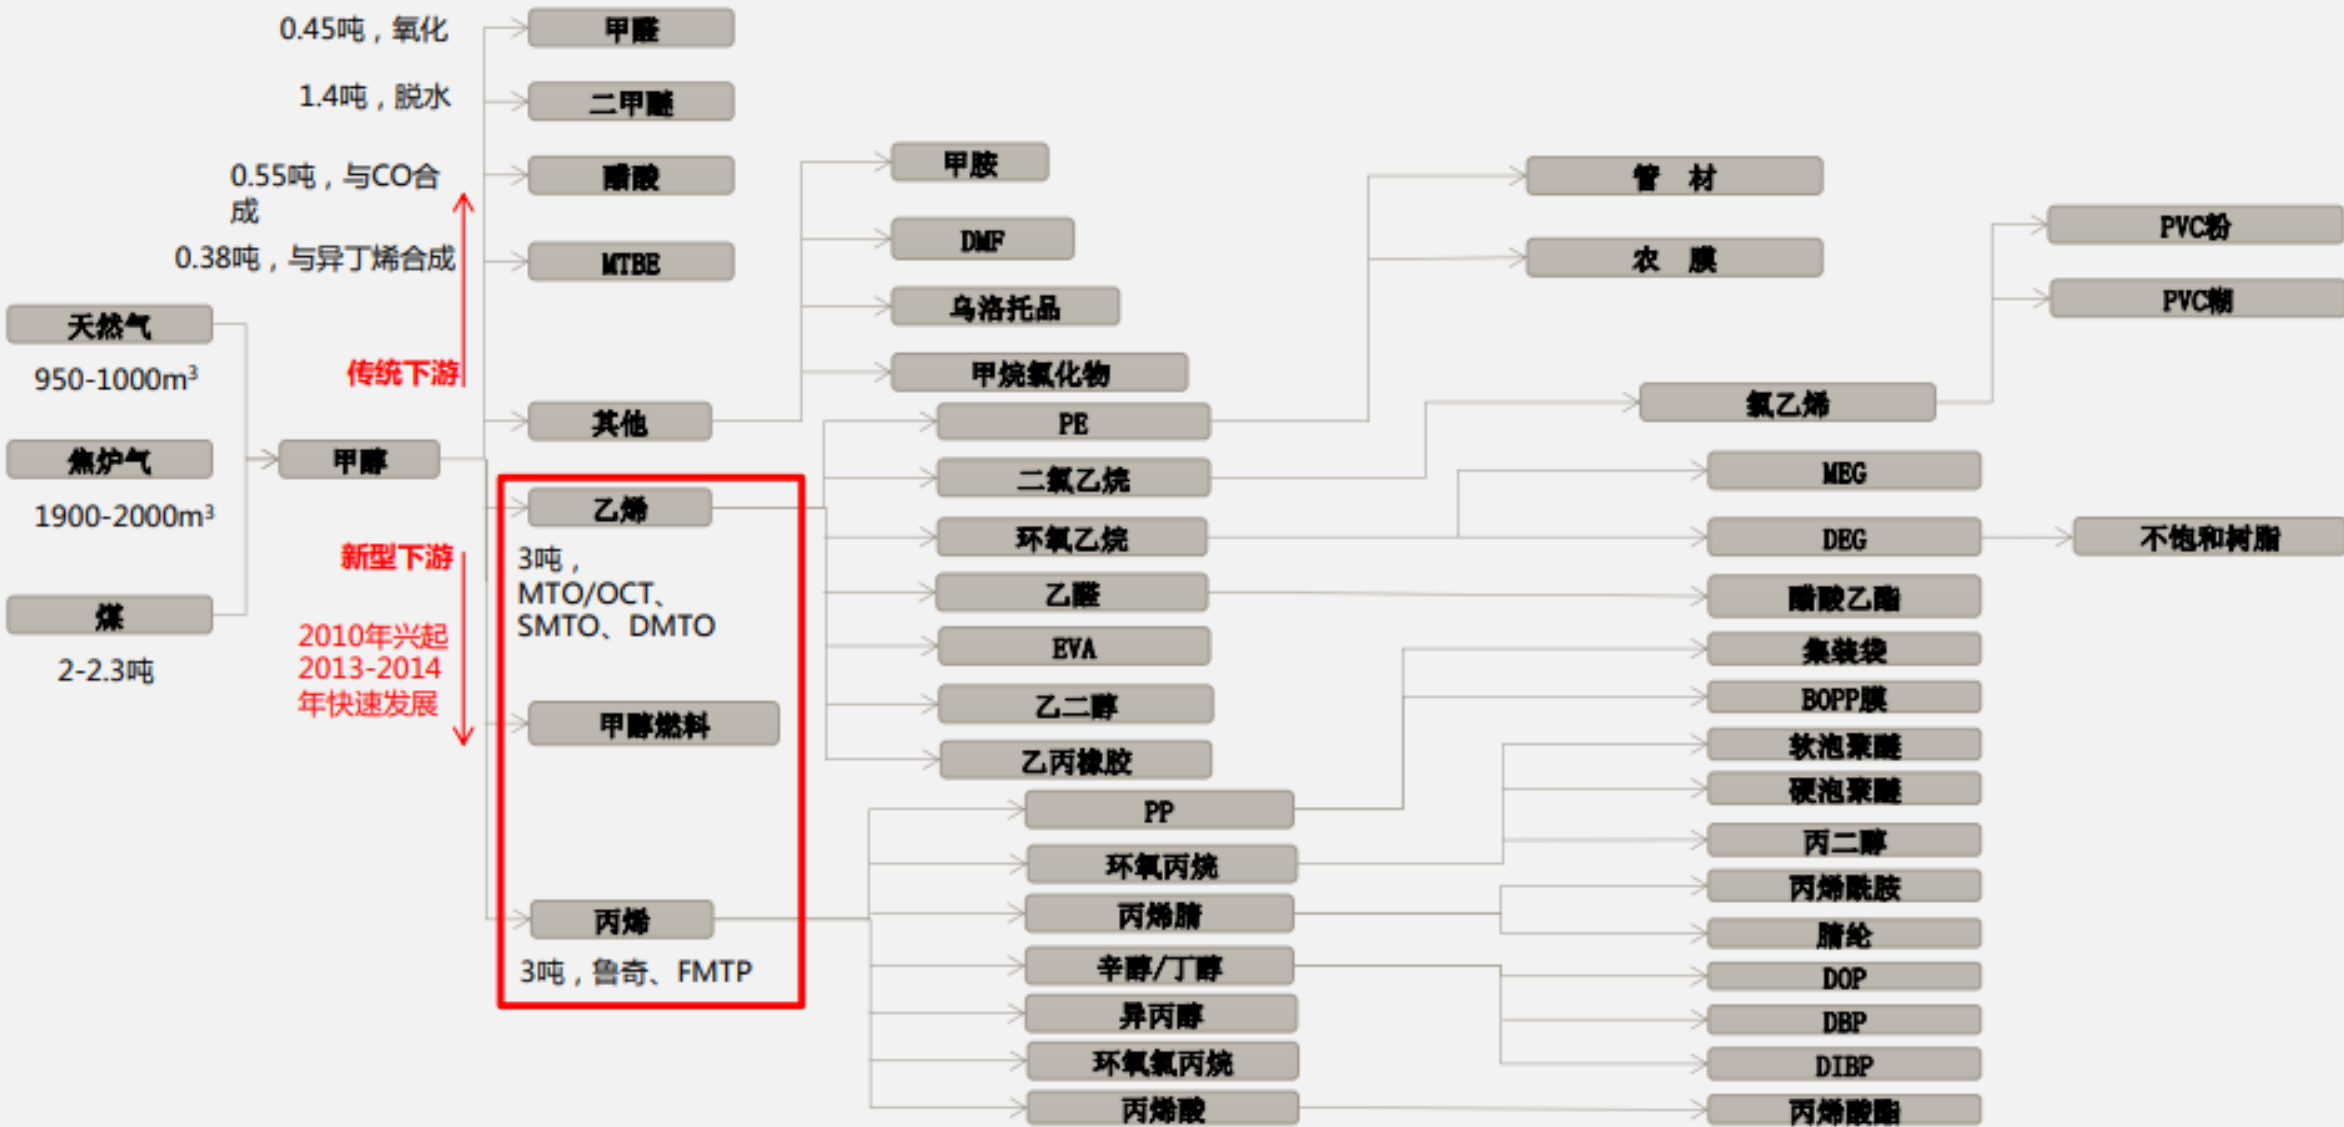 0.45吨，氧化
1.4吨，脱水
0.55吨，与CO合
成
0.38吨，与异丁烯合成
天然气
950-1000m³
焦炉气
1900-2000m³
煤
2-2.3吨
甲醇
传统下游
新型下游
2010年兴起
2013-2014
年快速发展
甲醛
二甲醚
醋酸
MTBE
其他
乙烯
3吨，
MTO/OCT、
SMTO、DMTO
甲醇燃料
丙烯
3吨，鲁奇、FMTP
甲胺
DMF
乌洛托品
甲烷氯化物
PE
二氯乙烷
环氧乙烷
乙醛
EVA
乙二醇
乙丙橡胶
PP
环氧丙烷
丙烯腈
辛醇/丁醇
异丙醇
环氧氯丙烷
丙烯酸
管 材
农 膜
氯乙烯
MEG
DEG
醋酸乙酯
集装袋
BOPP膜
软泡聚醚
硬泡聚醚
丙二醇
丙烯酰胺
腈纶
DOP
DBP
DIBP
丙烯酸酯
PVC粉
PVC糊
不饱和树脂